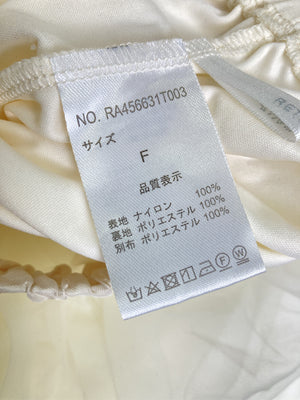 NO. RA456631T003
サイズ
F
品質表示
表地 ナイロン 100%
裏地 ポリエステル 100%
別布 ポリエステル 100%